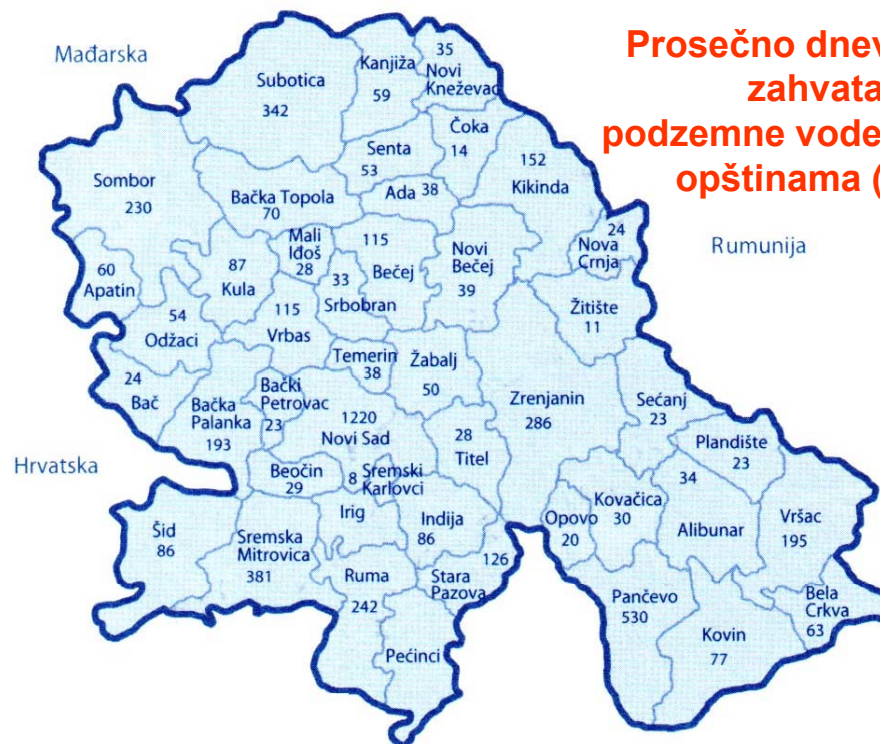 Prosečno dnev
zahvata
podzemne vode
opštinama (
Mađarska
Rumunija
Hrvatska
Subotica
342
Kanjiža
59
35
Novi
Kneževac
Čoka
14
Senta
53
Ada 38
152
Kikinda
Sombor
230
Bačka Topola
70
Mali
Iđoš
28
115
Bečej
Novi
Bečej
39
24
Nova
Crnja
60
Apatin
87
Kula
33
Srbobran
Žitište
11
54
Odžaci
115
Vrbas
Temerin
38
Žabalj
50
24
Bač
Bačka
Palanka
193
Bački
Petrovac
23
1220
Novi Sad
28
Titel
Zrenjanin
286
Sećanj
23
Plandište
23
Beočin
29
8 Sremski
Karlovci
34
Alibunar
Vršac
195
Šid
86
Sremska
Mitrovica
381
Irig
Indija
86
Opovo
20
Kovačica
30
Ruma
242
126
Stara
Pazova
Pećinci
Pančevo
530
Kovin
77
Bela
Crkva
63